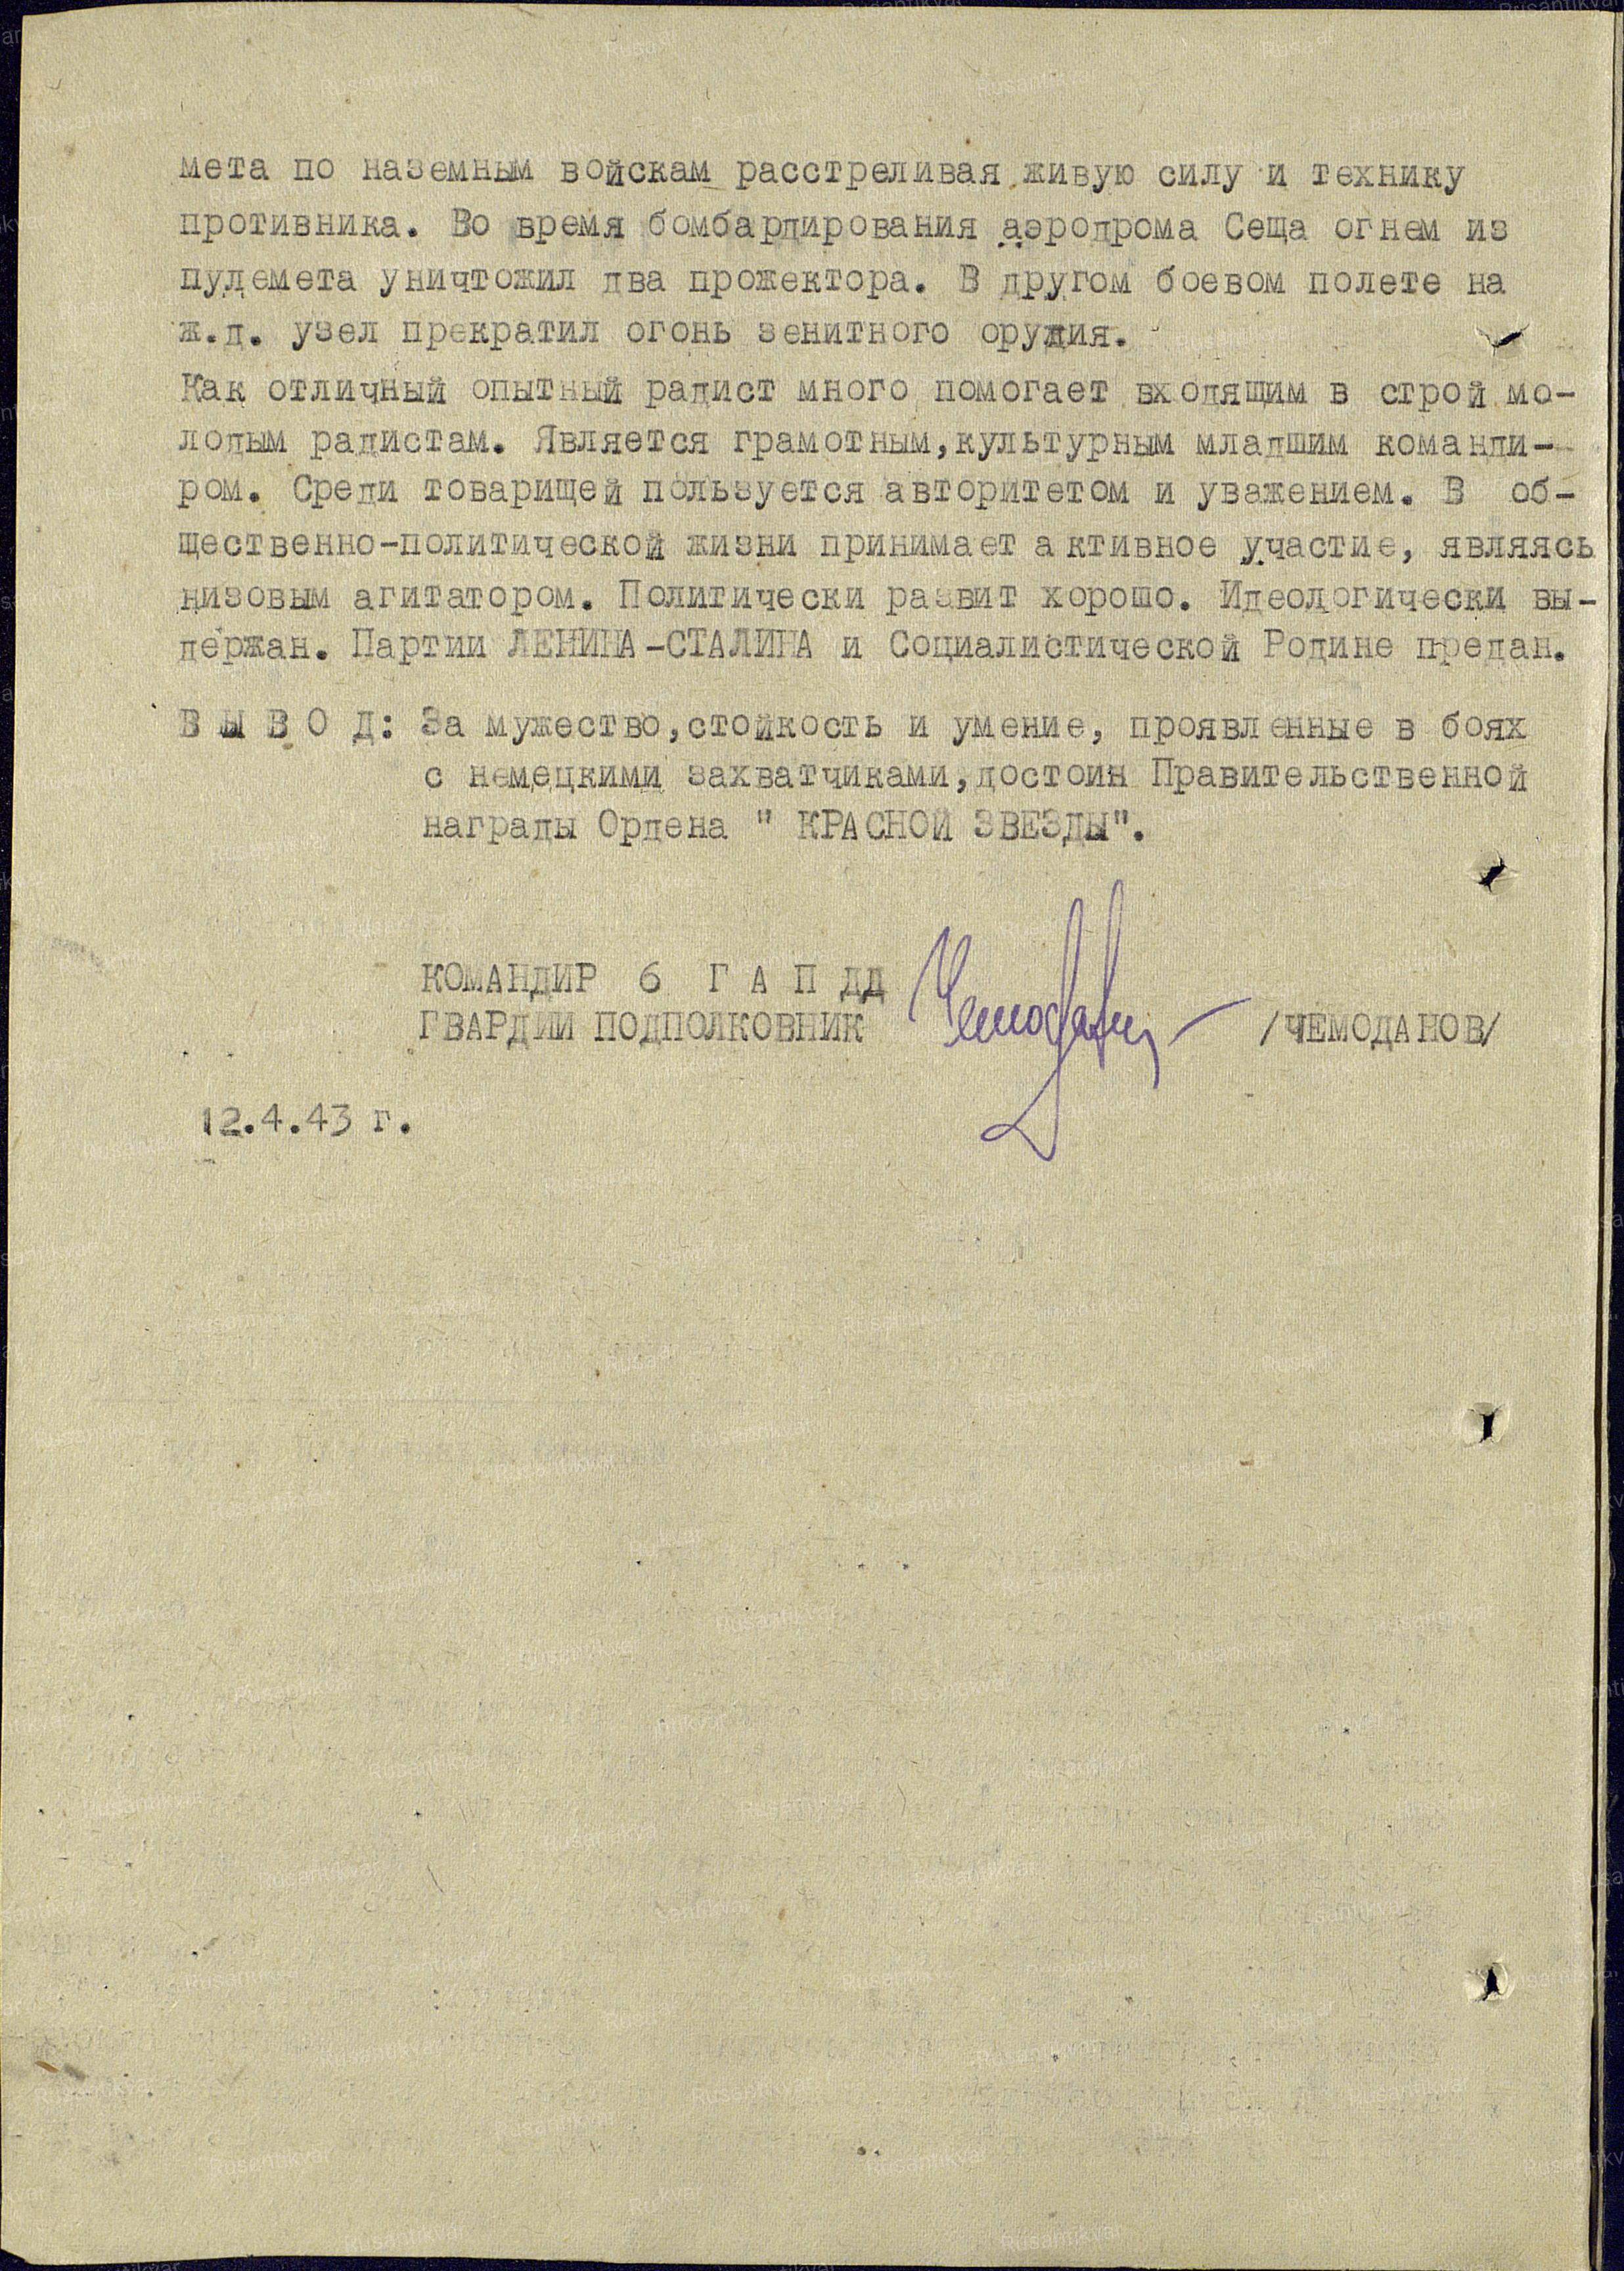 мета по наземным войскам расстреливая живую силу и технику
противника. Во время бомбардирования аэродрома Сеща огнем из
пулемета уничтожил два прожектора. В другом боевом полете на
ж.д. узел прекратил огонь зенитного орудия.
Как отличный опытный радист много помогает входящим в строй мо-
лодым радистам. Является грамотным,культурным младшим команди-
ром. Среди товарищей пользуется авторитетом и уважением. В об-
щественно-политической жизни принимает активное участие, являясь
низовым агитатором. Политически развит хорошо. Идеологически вы-
держан. Партии ЛЕНИНА-СТАЛИНА и Социалистической Родине предан.
В Ы В О Д: За мужество,стойкость и умение, проявленные в боях
с немецкими захватчиками,достоин Правительственной
награды Ордена " КРАСНОЙ ЗВЕЗДЫ".
КОМАНДИР 6 Г А П ДД
ГВАРДИИ ПОДПОЛКОВНИК /ЧЕМОДАНОВ/
12.4.43 г.